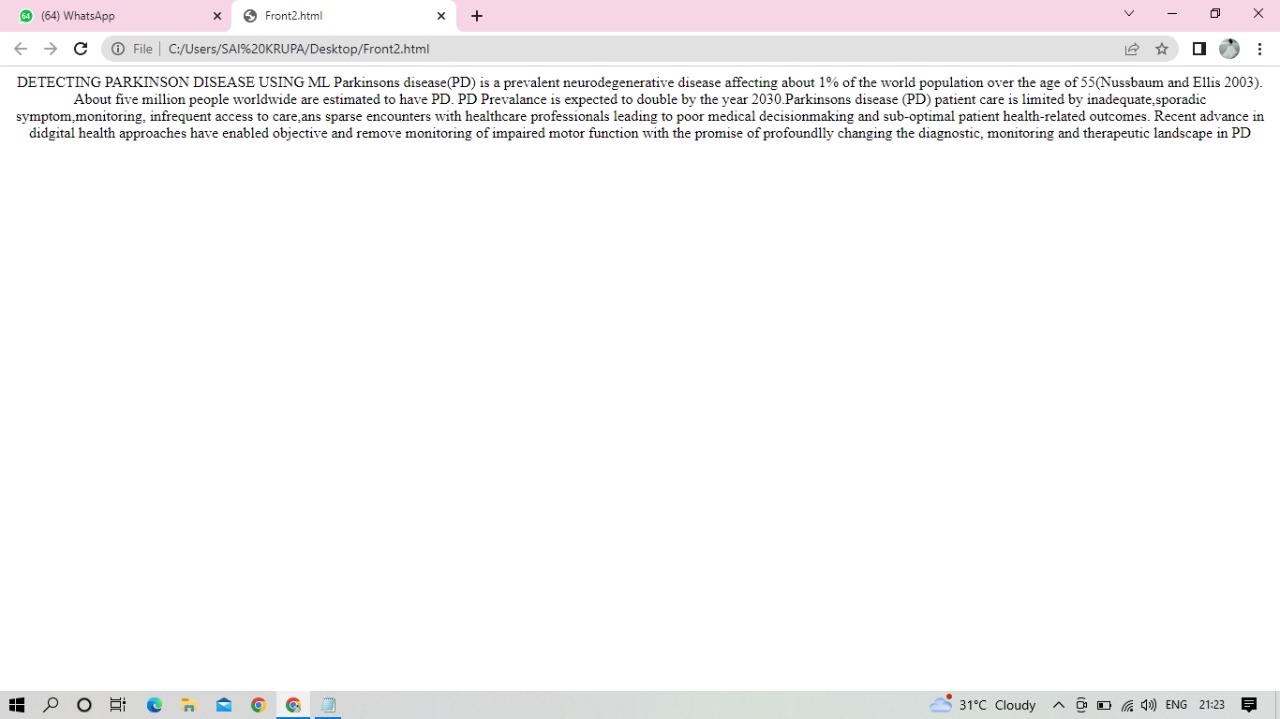 (64) WhatsApp
Front2.html
File
C:/Users/SAI%20KRUPA/Desktop/Front2.html
DETECTING PARKINSON DISEASE USING ML Parkinsons disease(PD) is a prevalent neurodegenerative disease affecting about 1% of the world population over the age of 55(Nussbaum and Ellis 2003).
About five million people worldwide are estimated to have PD. PD Prevalance is expected to double by the year 2030.Parkinsons disease (PD) patient care is limited by inadequate,sporadic
symptom,monitoring, infrequent access to care,ans sparse encounters with healthcare professionals leading to poor medical decisionmaking and sub-optimal patient health-related outcomes. Recent advance in
didgital health approaches have enabled objective and remove monitoring of impaired motor function with the promise of profoundlly changing the diagnostic, monitoring and therapeutic landscape in PD
31°C Cloudy
ENG
21:23